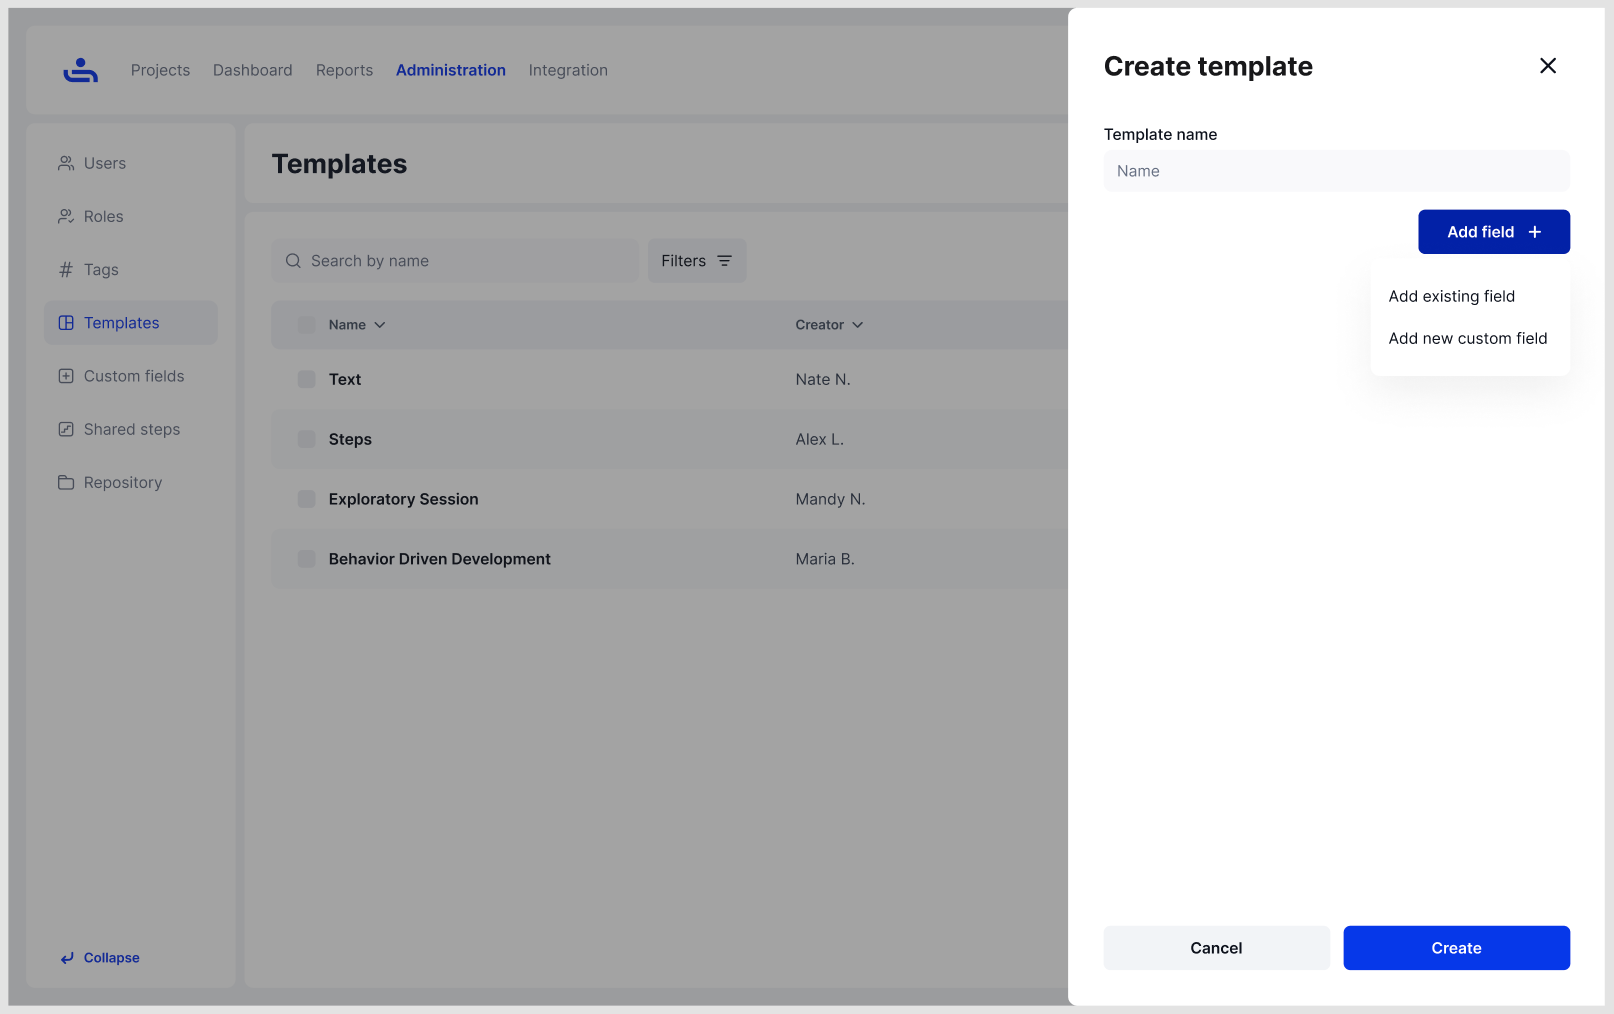 Projects
Dashboard
Reports
Administration
Integration
Users
Roles
Tags
Templates
Custom fields
Shared steps
Repository
Collapse
Templates
Search by name
Filters
Name
Creator
Text
Nate N.
Steps
Alex L.
Exploratory Session
Mandy N.
Behavior Driven Development
Maria B.
Create template
Template name
Name
Add field
Add existing field
Add new custom field
Cancel
Create